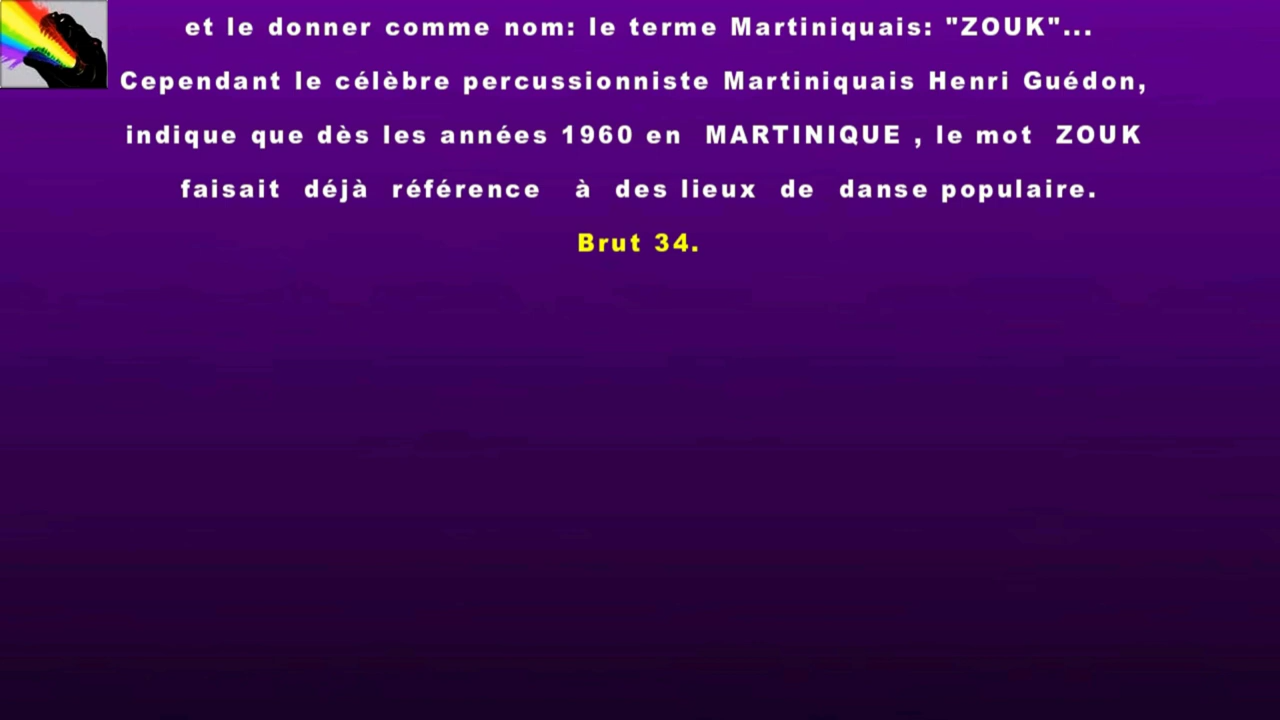 et le donner comme nom: le terme Martiniquais: "ZOUK"...
Cependant le célèbre percussionniste Martiniquais Henri Guédon,
indique que dès les années 1960 en MARTINIQUE , le mot ZOUK
faisait déjà référence à des lieux de danse populaire.
Brut 34.